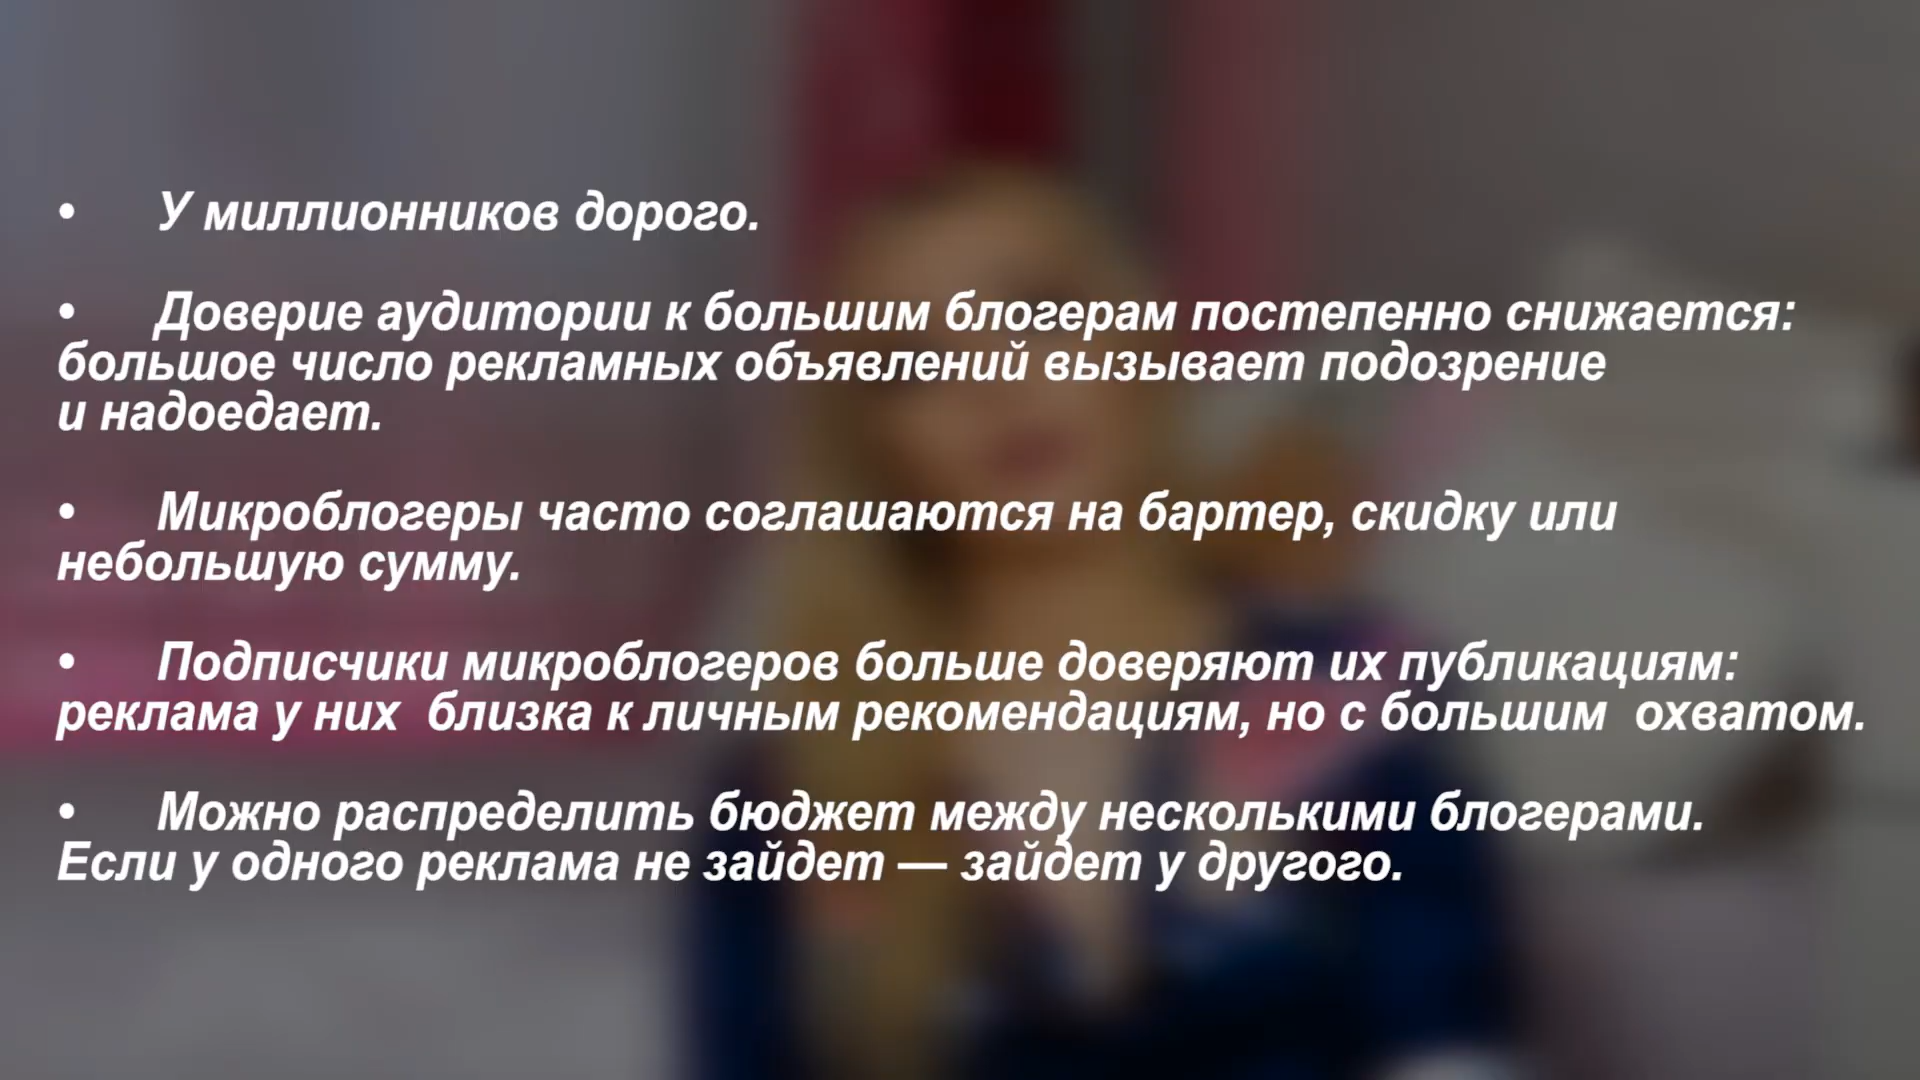 • У миллионников дорого.
• Доверие аудитории к большим блогерам постепенно снижается:
большое число рекламных объявлений вызывает подозрение
и надоедает.
• Микроблогеры часто соглашаются на бартер, скидку или
небольшую сумму.
• Подписчики микроблогеров больше доверяют их публикациям:
реклама у них близка к личным рекомендациям, но с большим охватом.
• Можно распределить бюджет между несколькими блогерами.
Если у одного реклама не зайдет — зайдет у другого.